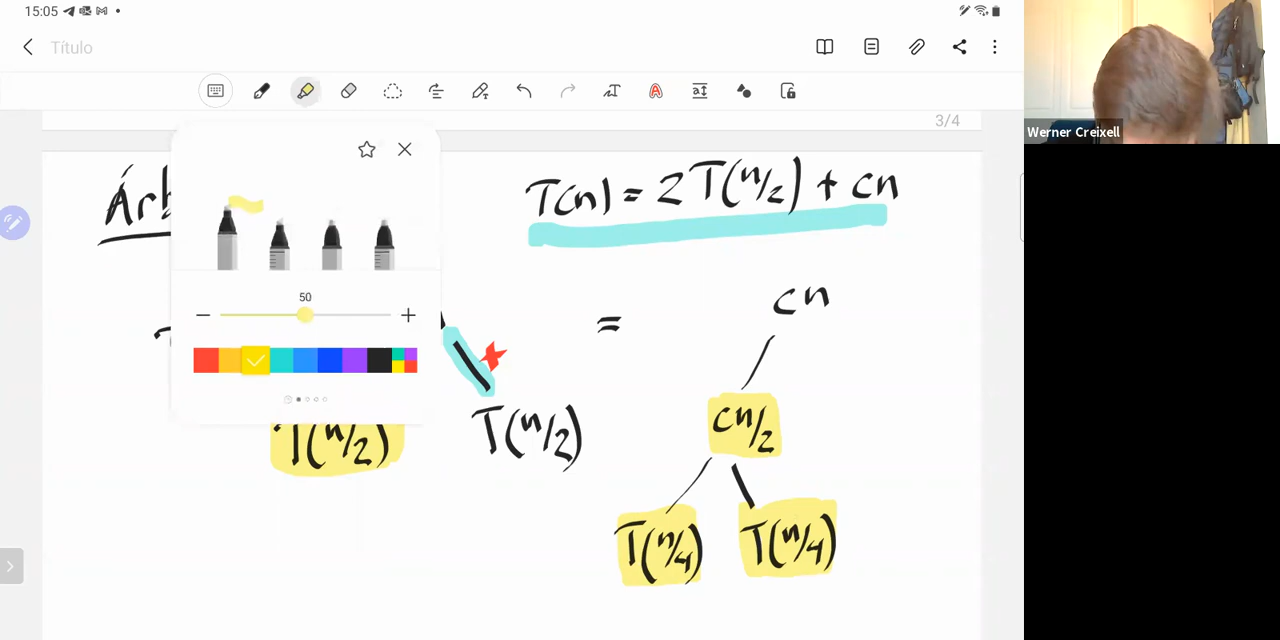 15:05
Título
3/4
Árb
T(n) = 2T(n/2) + cn
50
=
cn
T(n/2)
T(n/2)
cn/2
T(n/4)
T(n/4)
Werner Creixell